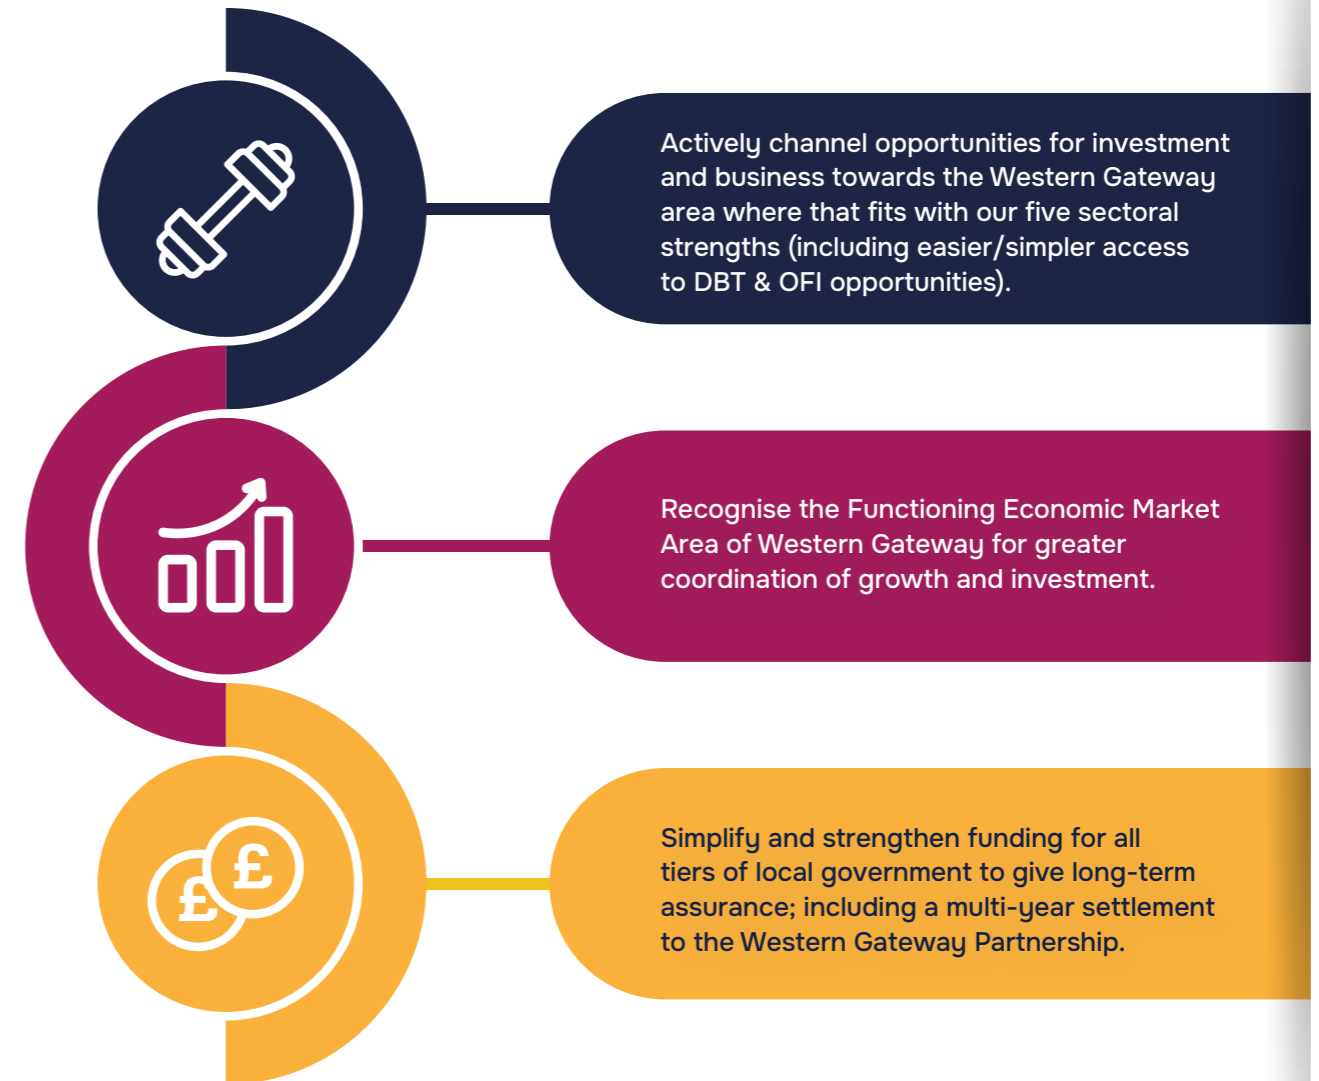 Actively channel opportunities for investment
and business towards the Western Gateway
area where that fits with our five sectoral
strengths (including easier/simpler access
to DBT & OFI opportunities).
Recognise the Functioning Economic Market
Area of Western Gateway for greater
coordination of growth and investment.
£
£
Simplify and strengthen funding for all
tiers of local government to give long-term
assurance; including a multi-year settlement
to the Western Gateway Partnership.